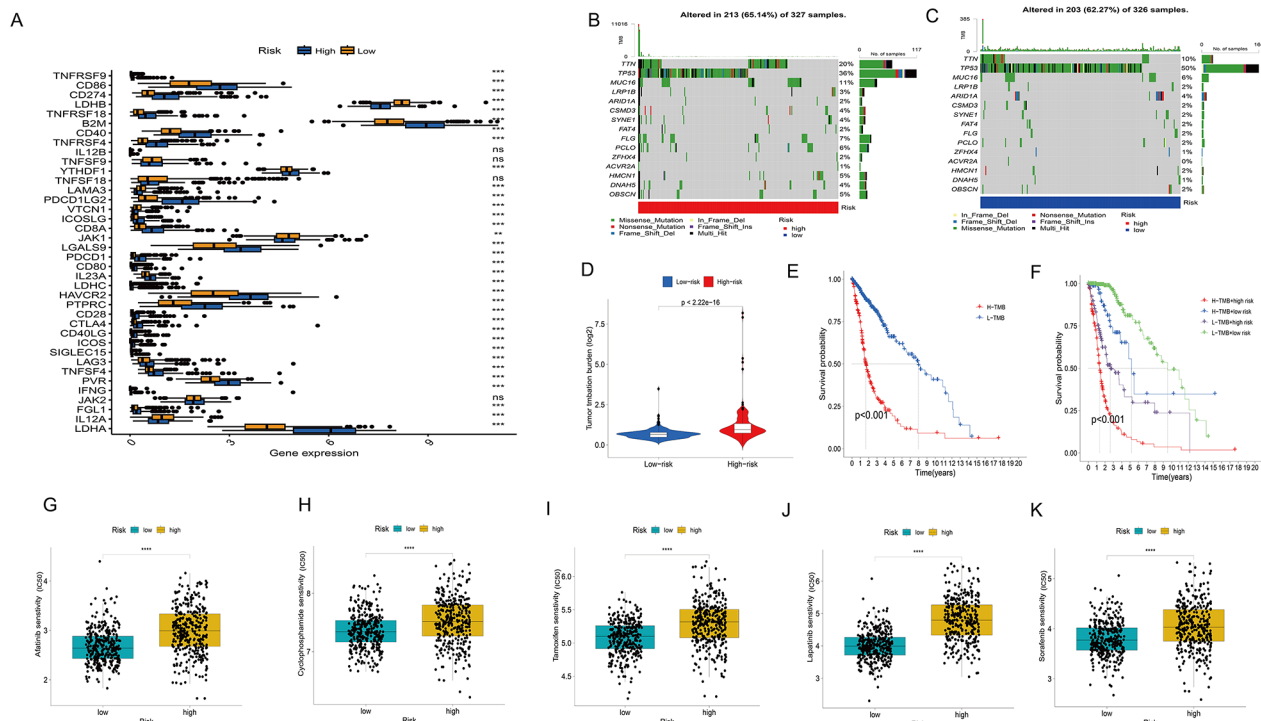 A
Risk High Low
TNFRSF9 ***
CD86 ***
CD274 ***
LDHB ***
TNFRSF18 ***
B2M ***
CD40 ***
TNFRSF4 ***
IL12B ns
TNFSF9 ns
YTHDF1 ***
TNFSF18 ns
LAMA3 ***
PDCD1LG2 ***
VTCN1 ***
ICOSLG ***
CD8A ***
JAK1 **
LGALS9 ***
PDCD1 ***
CD80 ***
IL23A ***
LDHC ***
HAVCR2 ***
PTPRC ***
CD28 ***
CTLA4 ***
CD40LG ***
ICOS ***
SIGLEC15 ***
LAG3 ***
TNFSF4 ***
PVR ***
IFNG ***
JAK2 ns
FGL1 ***
IL12A ***
LDHA ***
0 3 6 9
Gene expression
B
Altered in 213 (65.14%) of 327 samples.
11016
TMB
0
No. of samples
0 117
TTN 20%
TP53 36%
MUC16 11%
LRP1B 3%
ARID1A 2%
CSMD3 4%
SYNE1 4%
FAT4 2%
FLG 7%
PCLO 6%
ZFHX4 2%
ACVR2A 1%
HMCN1 5%
DNAH5 4%
OBSCN 5%
Risk
Missense_Mutation In_Frame_Del Risk
Nonsense_Mutation Frame_Shift_Ins high
Frame_Shift_Del Multi_Hit low
C
Altered in 203 (62.27%) of 326 samples.
385
TMB
0
No. of samples
0 16
TTN 10%
TP53 50%
MUC16 6%
LRP1B 2%
ARID1A 4%
CSMD3 2%
SYNE1 2%
FAT4 2%
FLG 2%
PCLO 2%
ZFHX4 1%
ACVR2A 0%
HMCN1 2%
DNAH5 1%
OBSCN 2%
Risk
In_Frame_Del Nonsense_Mutation Risk
Frame_Shift_Del Frame_Shift_Ins high
Missense_Mutation Multi_Hit low
D
Low-risk High-risk
p < 2.22e-16
7.5
5.0
2.5
0.0
Low-risk High-risk
E
H-TMB
L-TMB
1.00
0.75
0.50
0.25
0.00
Survival probability
p<0.001
0 1 2 3 4 5 6 7 8 9 10 11 12 13 14 15 16 17 18 19 20
Time(years)
F
H-TMB+high risk
H-TMB+low risk
L-TMB+high risk
L-TMB+low risk
1.00
0.75
0.50
0.25
0.00
Survival probability
p<0.001
0 1 2 3 4 5 6 7 8 9 10 11 12 13 14 15 16 17 18 19 20
Time(years)
G
Risk low high
****
Afatinib senstivity (IC50)
4
3
2
low high
Risk
H
Risk low high
****
Cyclophosphamide senstivity (IC50)
8
7
low high
I
Risk low high
****
Tamoxifen senstivity (IC50)
6.0
5.5
5.0
4.5
low high
Risk
J
Risk low high
****
Lapatinib senstivity (IC50)
6
5
4
3
low high
K
Risk low high
****
Sorafenib senstivity (IC50)
5
4
3
low high
Risk